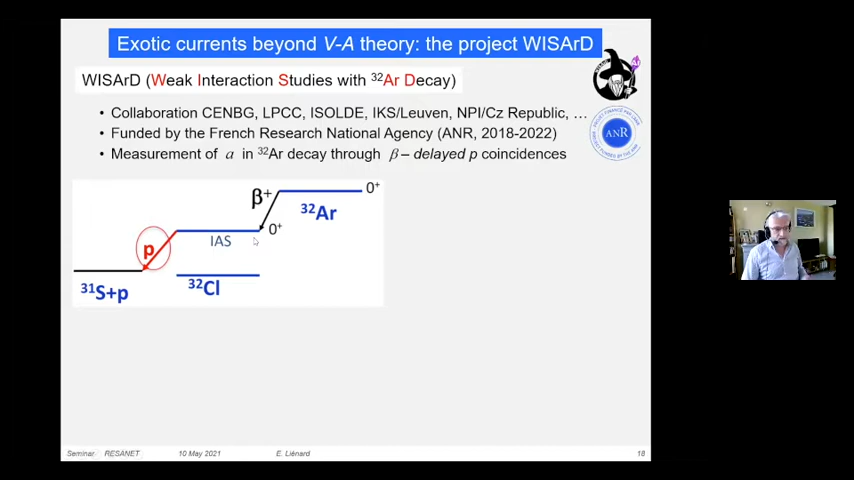 Exotic currents beyond V-A theory: the project WISArD
WISArD (Weak Interaction Studies with ³²Ar Decay)
• Collaboration CENBG, LPCC, ISOLDE, IKS/Leuven, NPI/Cz Republic, …
• Funded by the French Research National Agency (ANR, 2018-2022)
• Measurement of a in ³²Ar decay through β – delayed p coincidences
ANR
β⁺
0⁺
³²Ar
p
IAS
0⁺
³¹S+p
³²Cl
Seminar RESANET 10 May 2021 E. Liénard 18